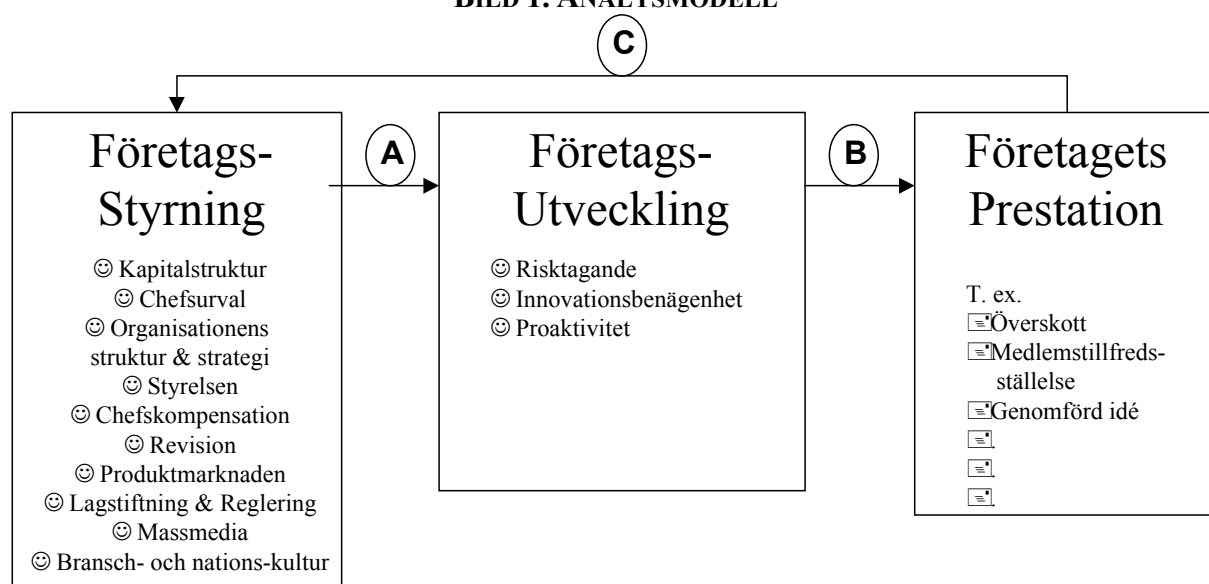 BILD 1. ANALYSMODELL
C
Företags-
Styrning
☺ Kapitalstruktur
☺ Chefsurval
☺ Organisationens
struktur & strategi
☺ Styrelsen
☺ Chefskompensation
☺ Revision
☺ Produktmarknaden
☺ Lagstiftning & Reglering
☺ Massmedia
☺ Bransch- och nations-kultur
A
Företags-
Utveckling
☺ Risktagande
☺ Innovationsbenägenhet
☺ Proaktivitet
B
Företagets
Prestation
T. ex.
Överskott
Medlemstillfreds-
ställelse
Genomförd idé
.
.
.